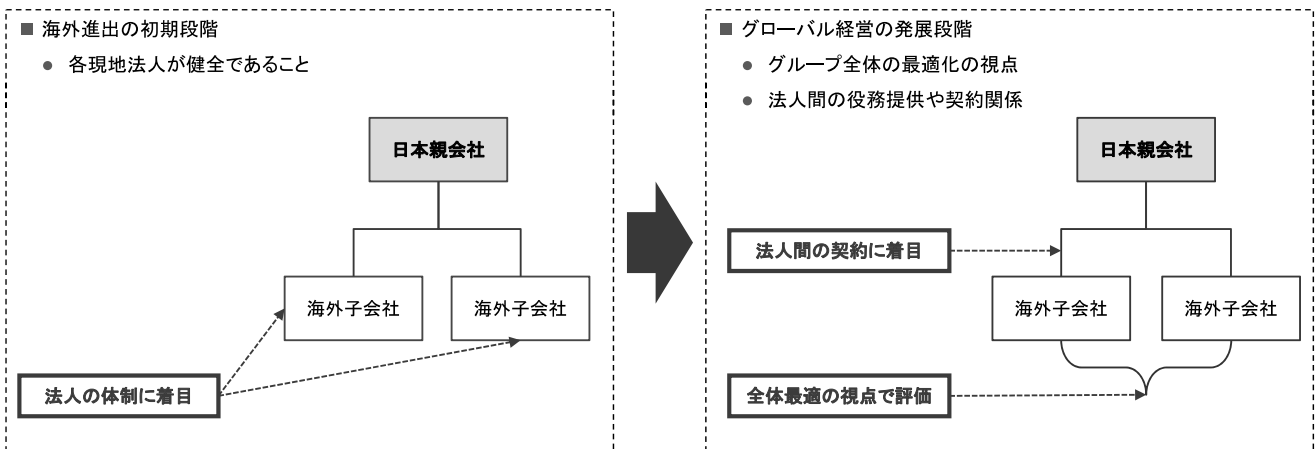 ■ 海外進出の初期段階
● 各現地法人が健全であること
日本親会社
海外子会社
海外子会社
法人の体制に着目
■ グローバル経営の発展段階
● グループ全体の最適化の視点
● 法人間の役務提供や契約関係
日本親会社
法人間の契約に着目
海外子会社
海外子会社
全体最適の視点で評価